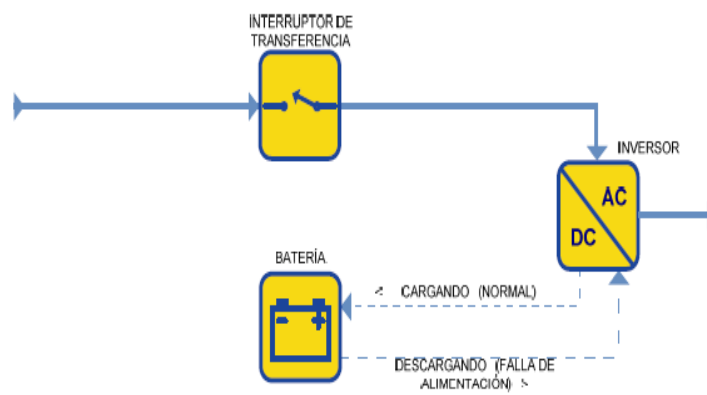 INTERRUPTOR DE
TRANSFERENCIA
INVERSOR
AC
DC
BATERÍA
< CARGANDO (NORMAL)
DESCARGANDO (FALLA DE
ALIMENTACIÓN) >